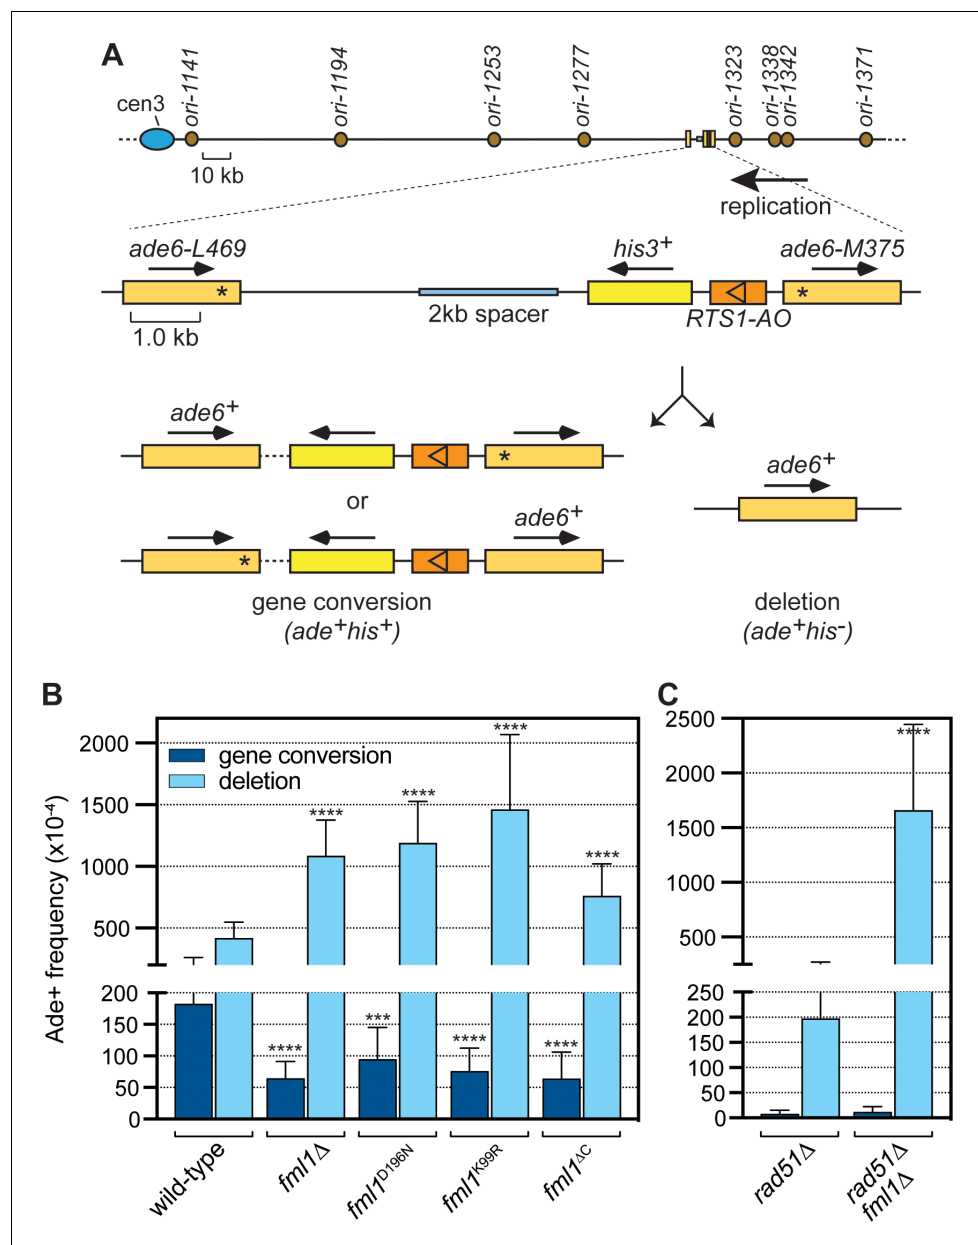 A
cen3
ori-1141
ori-1194
ori-1253
ori-1277
ori-1323
ori-1338
ori-1342
ori-1371
10 kb
replication
ade6-L469
his3+
ade6-M375
*
*
2kb spacer
RTS1-AO
1.0 kb
ade6+
*
ade6+
or
ade6+
*
gene conversion
(ade+his+)
deletion
(ade+his-)
B
C
Ade+ frequency (x10-4)
2000
1500
1000
500
200
150
100
50
0
gene conversion
deletion
****
****
****
****
****
***
****
****
wild-type
fml1Δ
fml1D196N
fml1K99R
fml1ΔC
2500
2000
1500
1000
500
250
200
150
100
50
0
****
rad51Δ
rad51Δ
fml1Δ